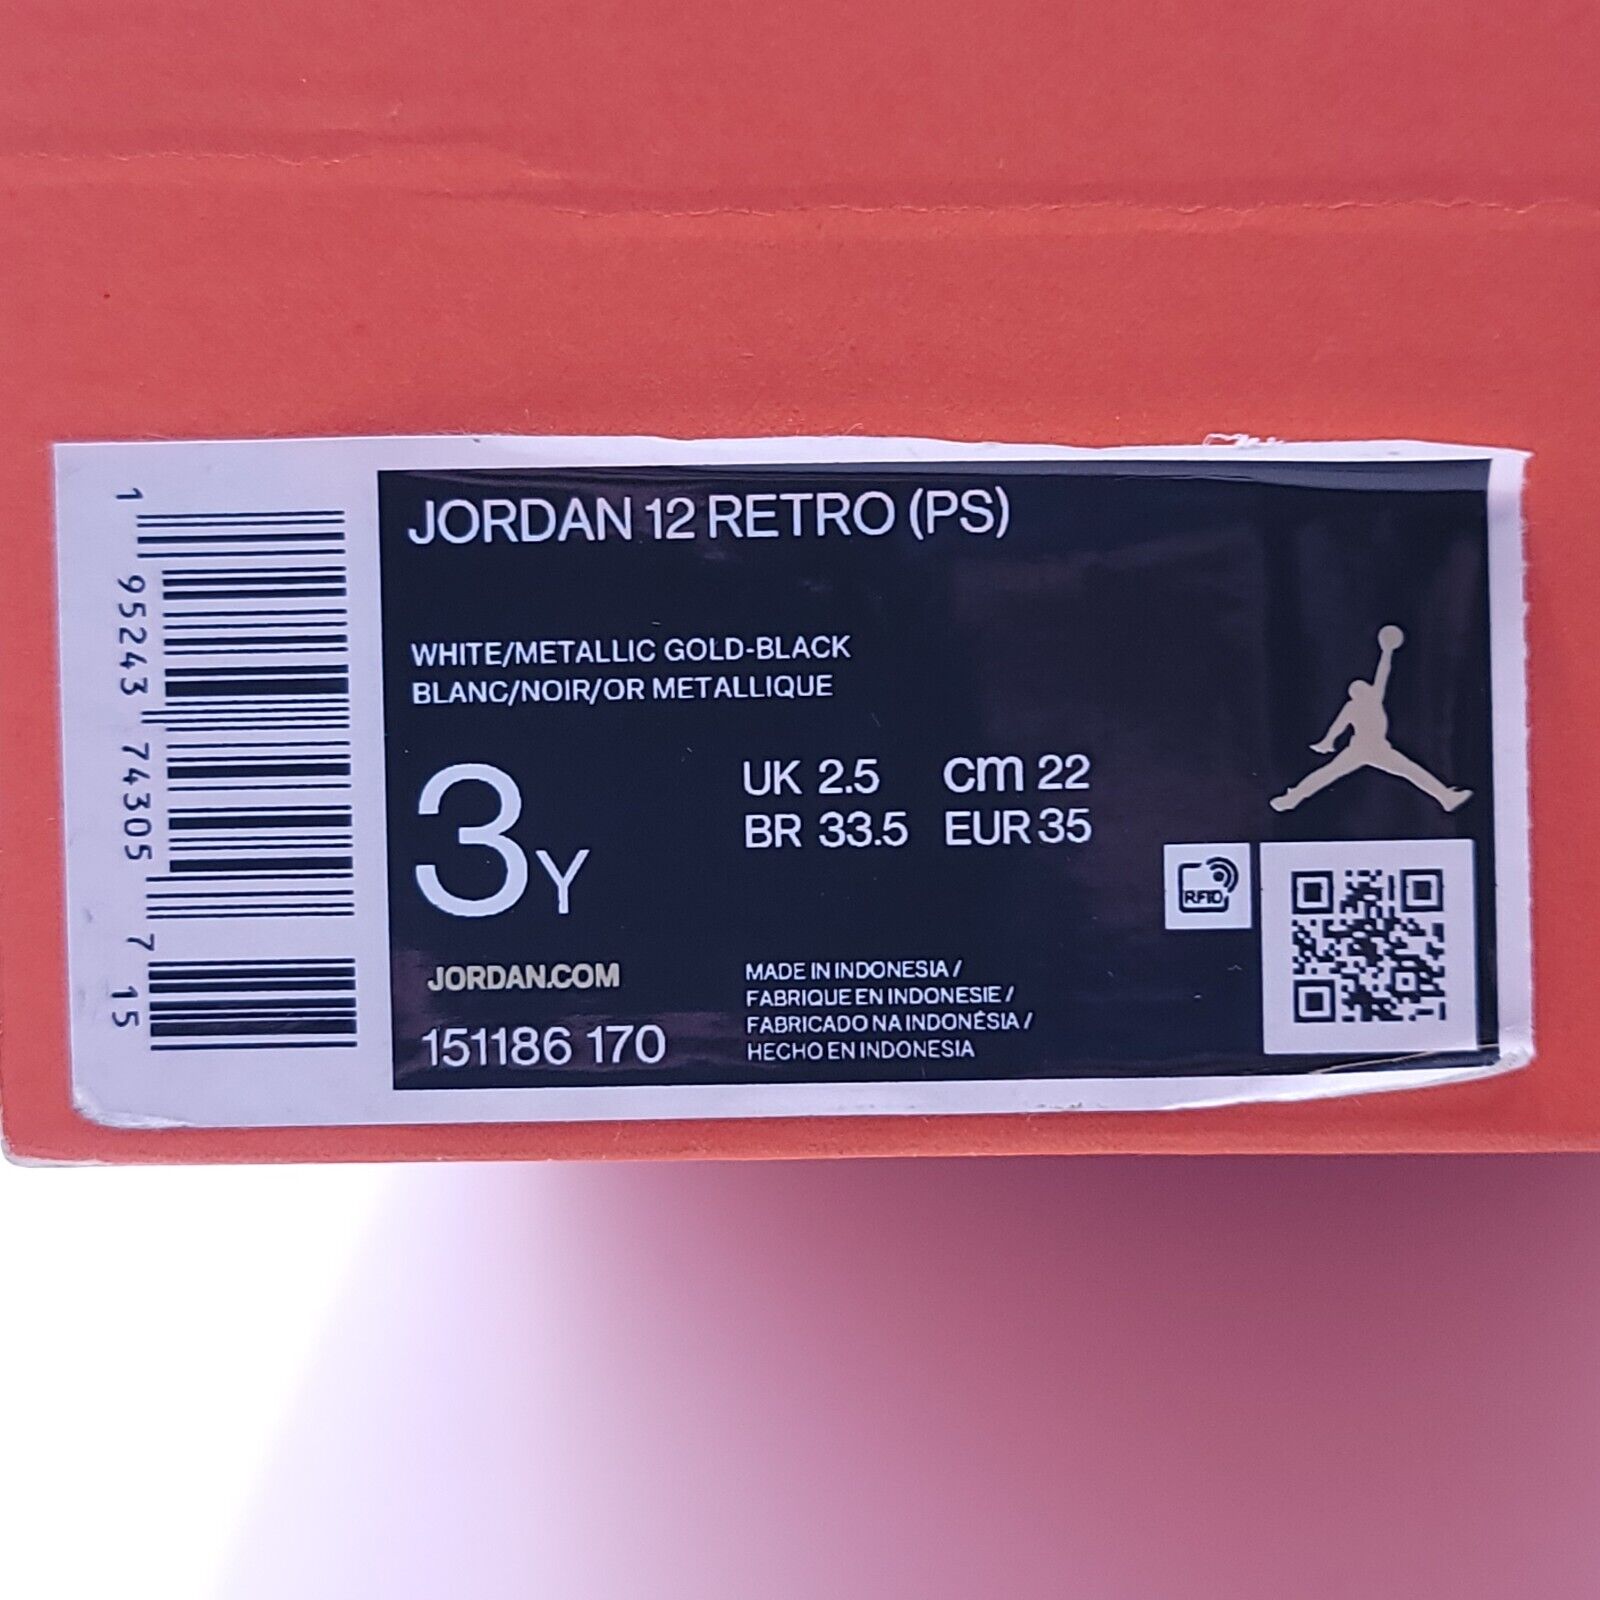 JORDAN 12 RETRO (PS)
WHITE/METALLIC GOLD-BLACK
BLANC/NOIR/OR METALLIQUE
3Y
UK 2.5 cm 22
BR 33.5 EUR 35
RFID
JORDAN.COM
151186 170
MADE IN INDONESIA /
FABRIQUE EN INDONESIE /
FABRICADO NA INDONÉSIA /
HECHO EN INDONESIA
1 95243 74305 7 15